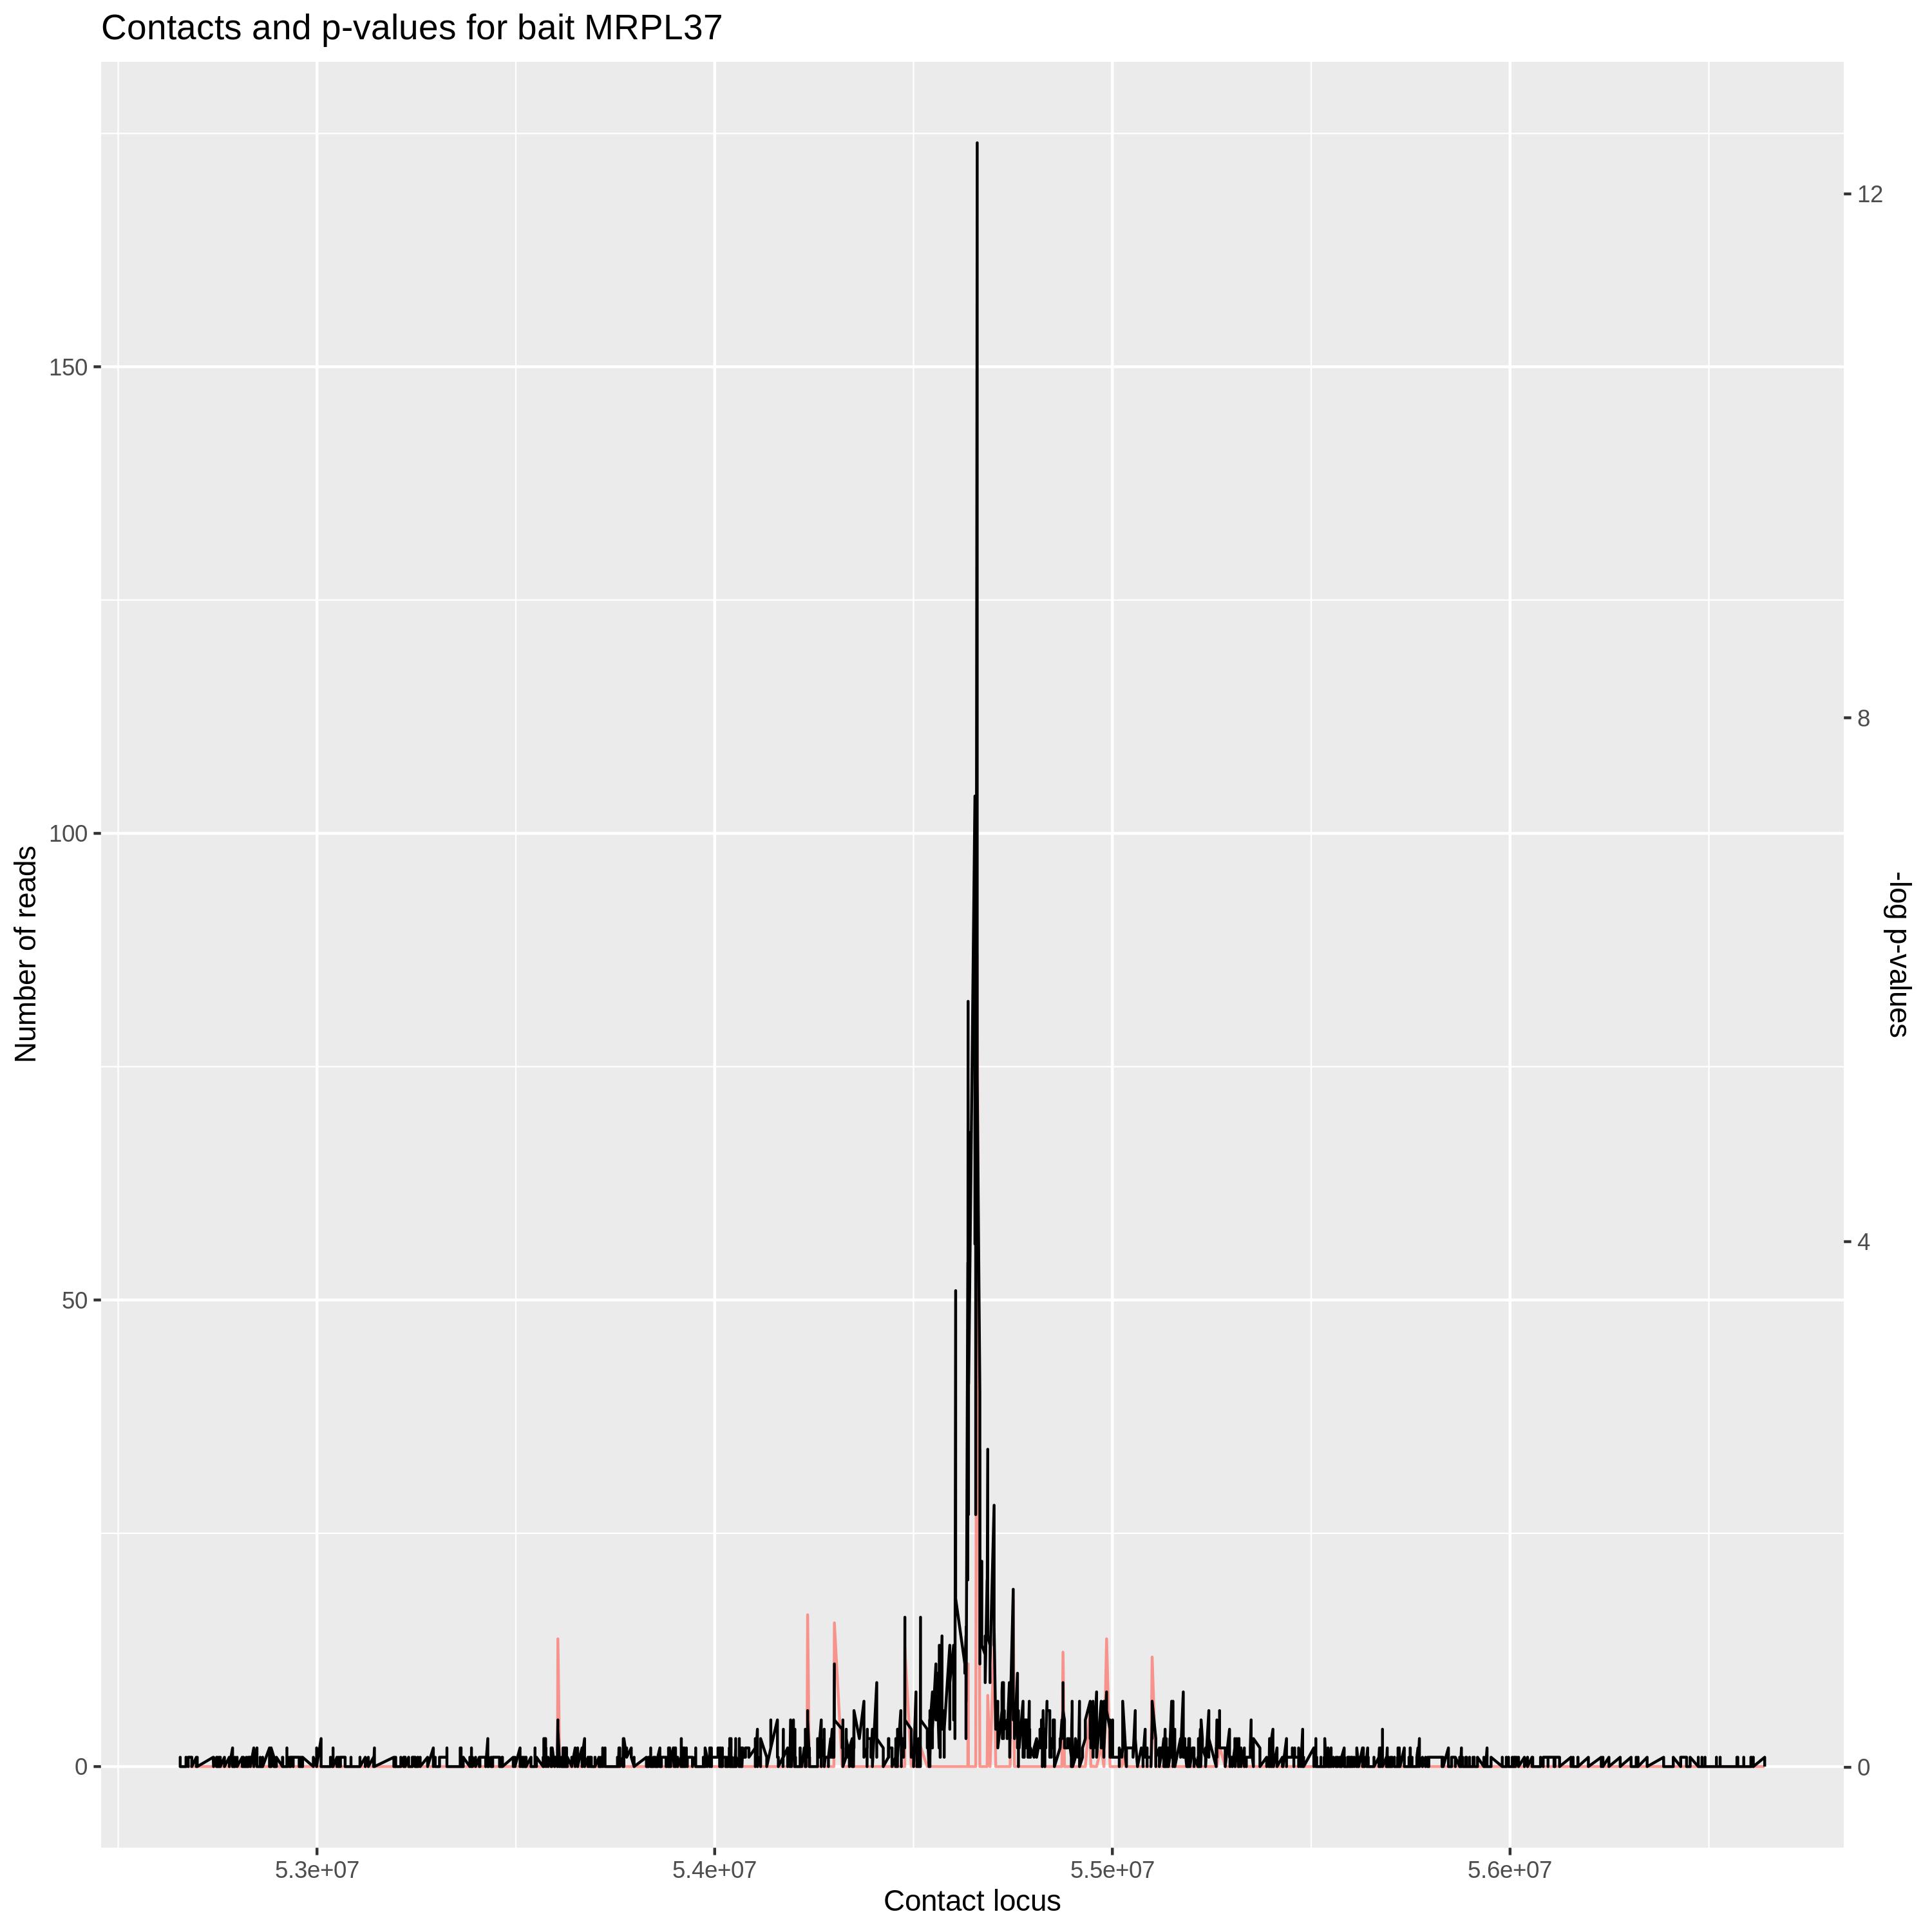 Contacts and p-values for bait MRPL37
Number of reads
150
100
50
0
12
8
4
0
-log p-values
5.3e+07
5.4e+07
5.5e+07
5.6e+07
Contact locus